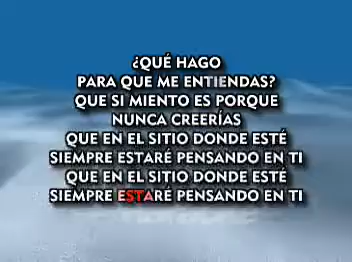 ¿QUÉ HAGO
PARA QUE ME ENTIENDAS?
QUE SI MIENTO ES PORQUE
NUNCA CREERÍAS
QUE EN EL SITIO DONDE ESTÉ
SIEMPRE ESTARÉ PENSANDO EN TI
QUE EN EL SITIO DONDE ESTÉ
SIEMPRE ESTARÉ PENSANDO EN TI